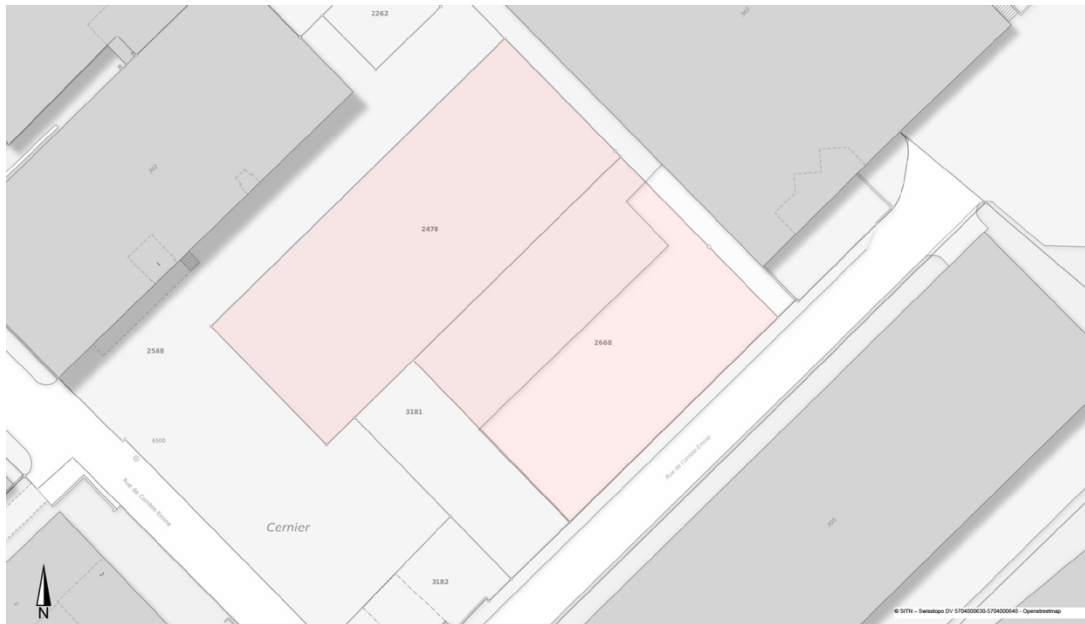 2262
2478
2588
2668
3181
6500
Rue de Comble-Emine
Rue de Comble-Emine
Cernier
3182
N
© SITN – Swisstopo DV 5704000630-5704000640 - Openstreetmap